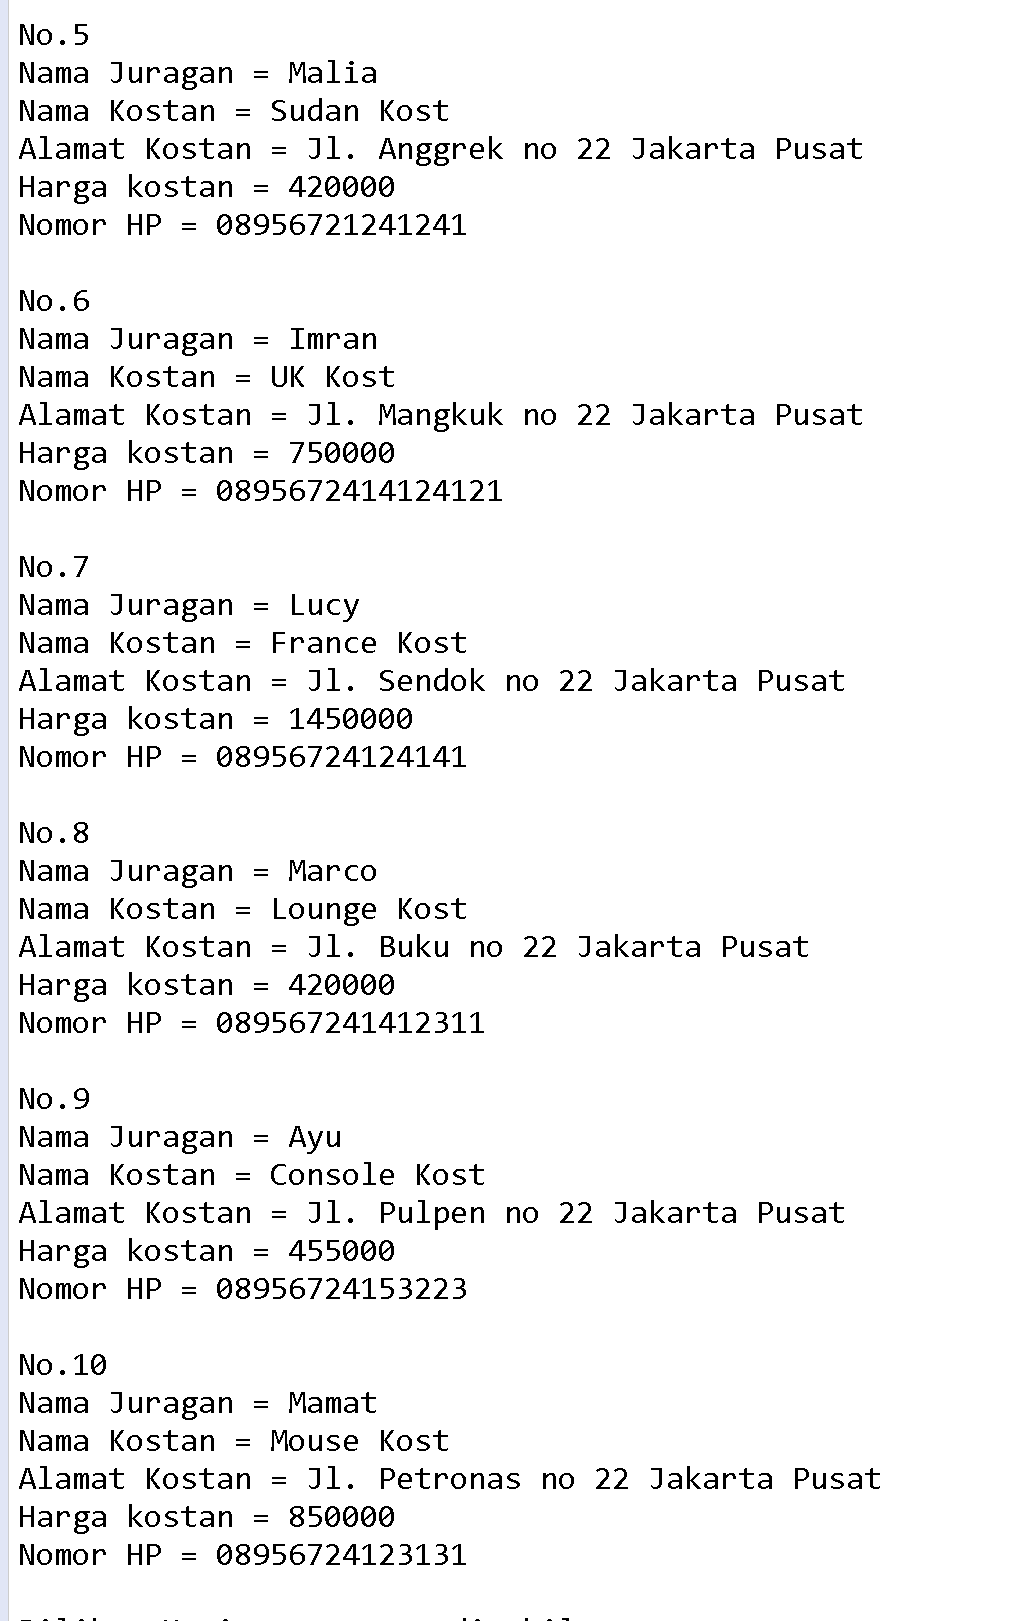 No.5
Nama Juragan = Malia
Nama Kostan = Sudan Kost
Alamat Kostan = Jl. Anggrek no 22 Jakarta Pusat
Harga kostan = 420000
Nomor HP = 08956721241241
No.6
Nama Juragan = Imran
Nama Kostan = UK Kost
Alamat Kostan = Jl. Mangkuk no 22 Jakarta Pusat
Harga kostan = 750000
Nomor HP = 0895672414124121
No.7
Nama Juragan = Lucy
Nama Kostan = France Kost
Alamat Kostan = Jl. Sendok no 22 Jakarta Pusat
Harga kostan = 1450000
Nomor HP = 08956724124141
No.8
Nama Juragan = Marco
Nama Kostan = Lounge Kost
Alamat Kostan = Jl. Buku no 22 Jakarta Pusat
Harga kostan = 420000
Nomor HP = 089567241412311
No.9
Nama Juragan = Ayu
Nama Kostan = Console Kost
Alamat Kostan = Jl. Pulpen no 22 Jakarta Pusat
Harga kostan = 455000
Nomor HP = 08956724153223
No.10
Nama Juragan = Mamat
Nama Kostan = Mouse Kost
Alamat Kostan = Jl. Petronas no 22 Jakarta Pusat
Harga kostan = 850000
Nomor HP = 08956724123131